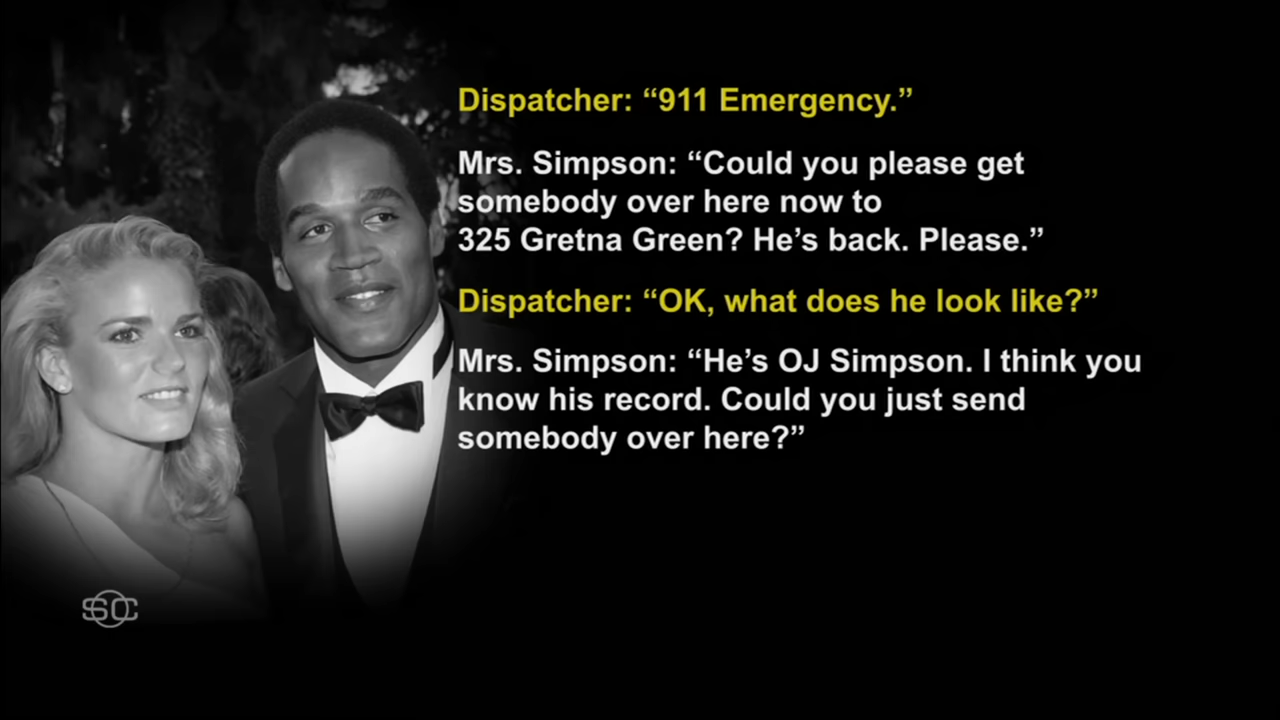 Dispatcher: “911 Emergency.”
Mrs. Simpson: “Could you please get
somebody over here now to
325 Gretna Green? He’s back. Please.”
Dispatcher: “OK, what does he look like?”
Mrs. Simpson: “He’s OJ Simpson. I think you
know his record. Could you just send
somebody over here?”
SC